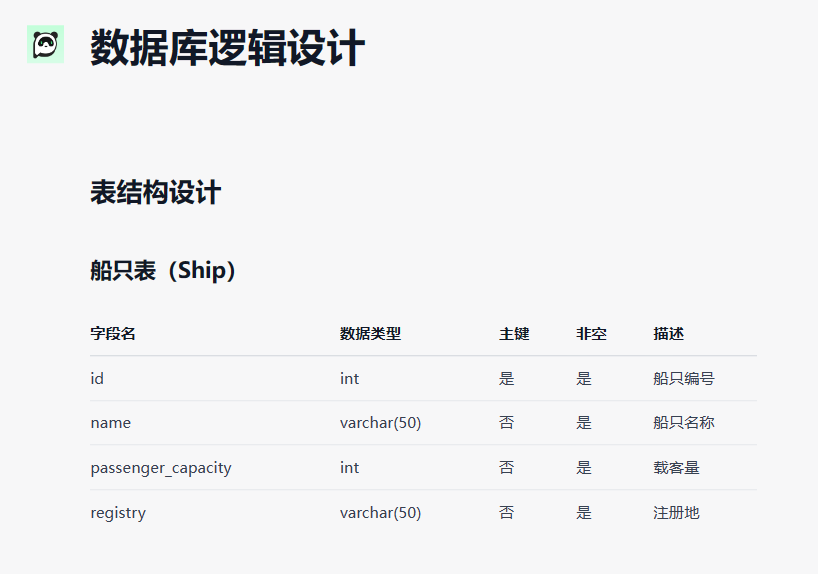 数据库逻辑设计
表结构设计
船只表（Ship）
字段名 数据类型 主键 非空 描述
id int 是 是 船只编号
name varchar(50) 否 是 船只名称
passenger_capacity int 否 是 载客量
registry varchar(50) 否 是 注册地